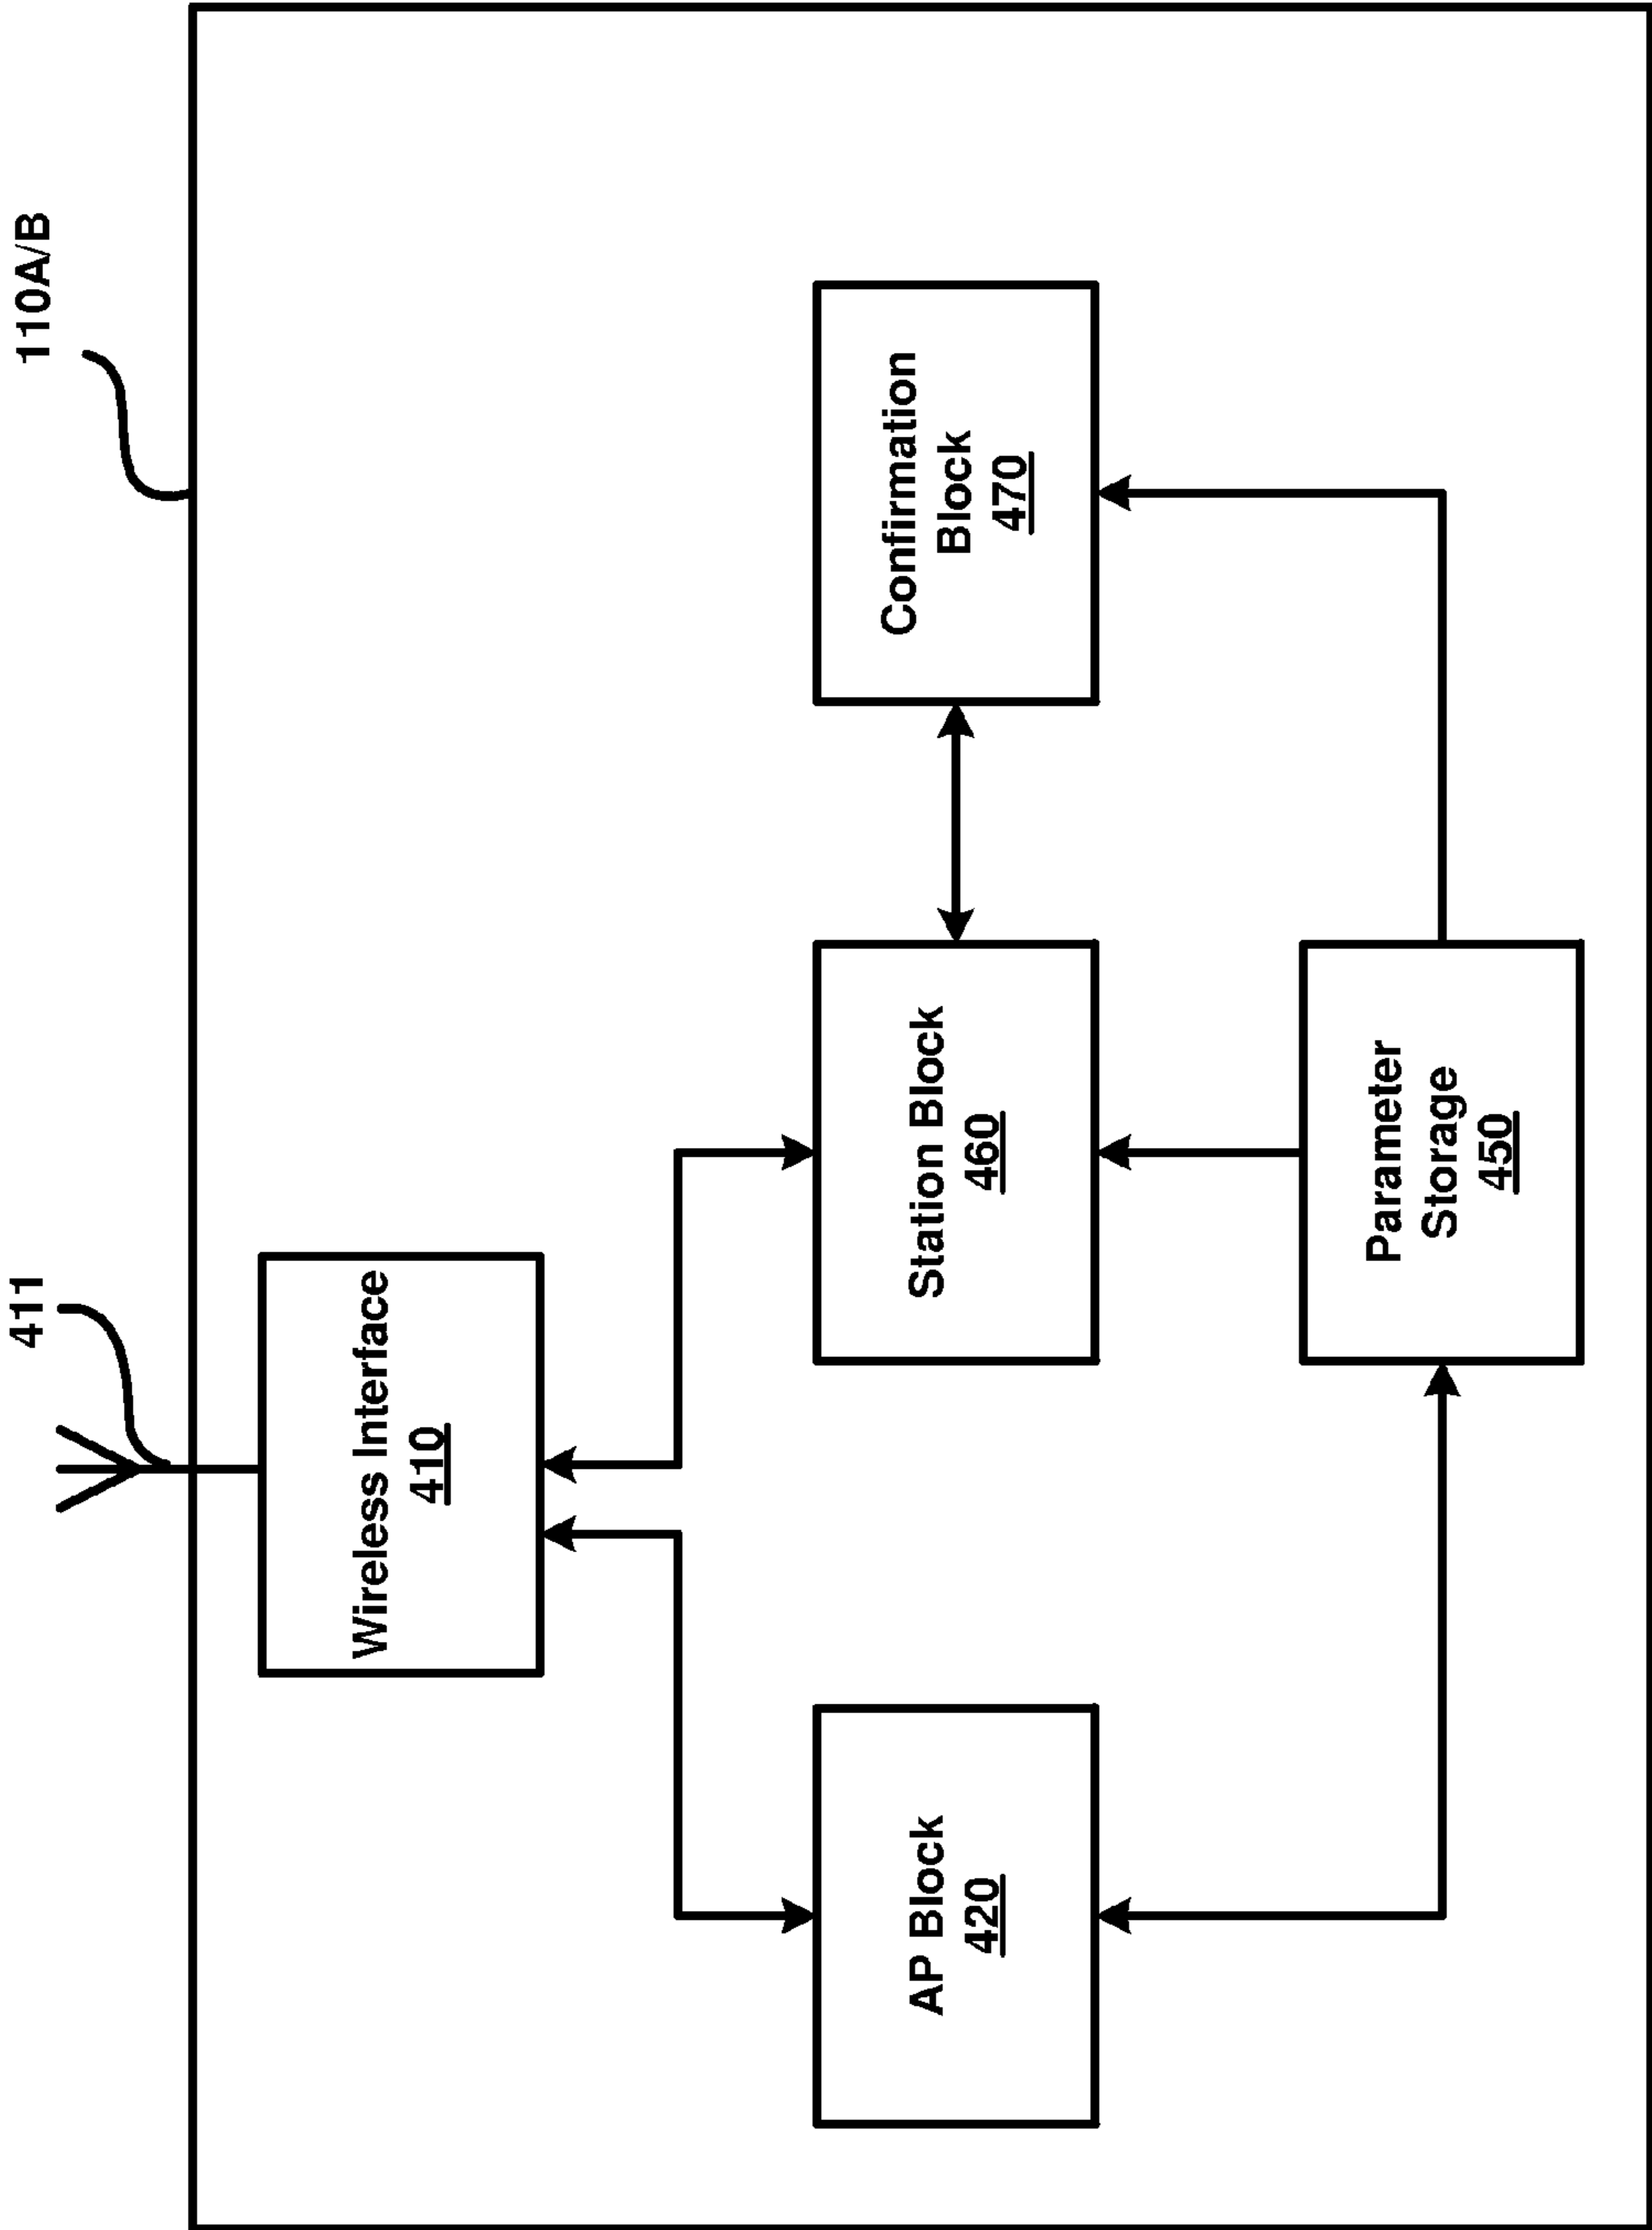 411
110A/B
Wireless Interface
410
AP Block
420
Station Block
460
Confirmation
Block
470
Parameter
Storage
450